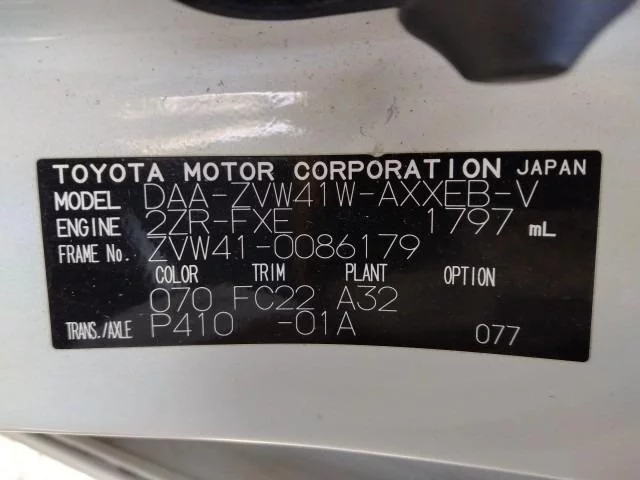 TOYOTA MOTOR CORPORATION JAPAN
MODEL DAA-ZVW41W-AXXEB-V
ENGINE 2ZR-FXE 1797 mL
FRAME No. ZVW41-0086179
COLOR TRIM PLANT OPTION
070 FC22 A32
TRANS./AXLE P410 -01A 077